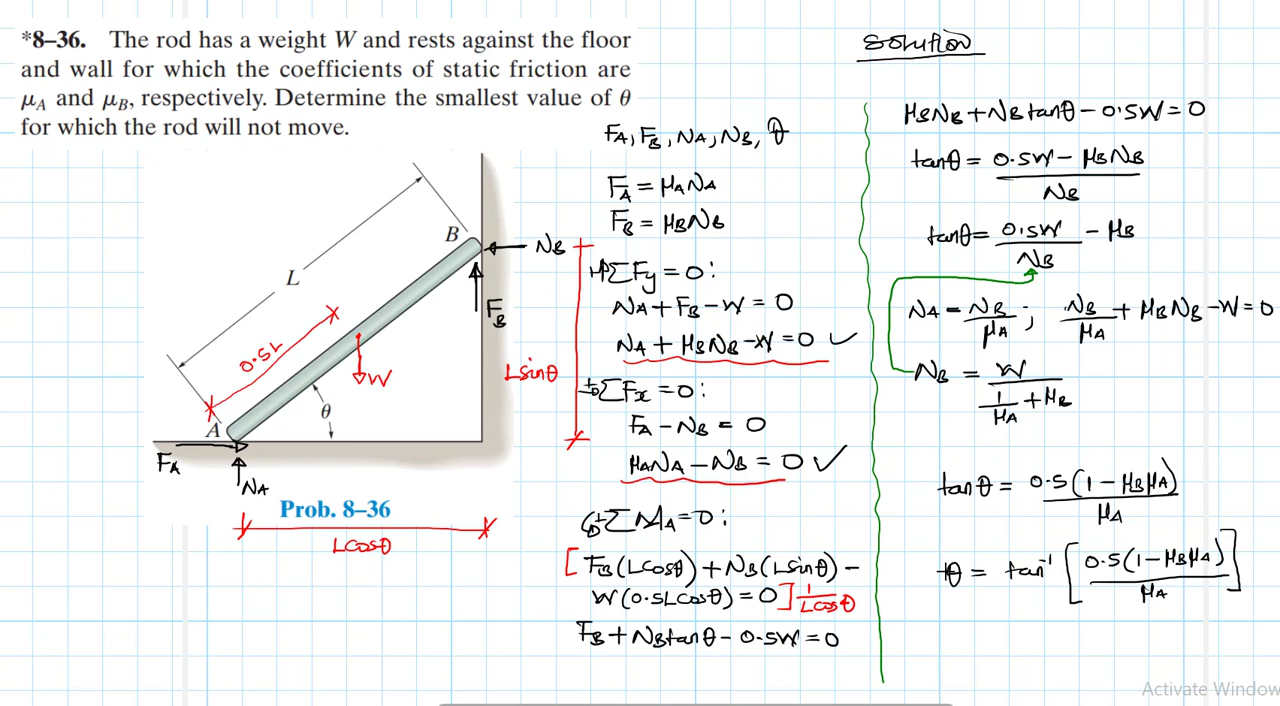 *8–36. The rod has a weight W and rests against the floor
and wall for which the coefficients of static friction are
μA and μB, respectively. Determine the smallest value of θ
for which the rod will not move.
L
B
NB
FB
0.5L
W
Lsinθ
θ
A
FA
NA
Prob. 8–36
Lcosθ
FA, FB, NA, NB, θ
FA = μANA
FB = μBNB
+↑ΣFy = 0:
NA + FB - W = 0
NA + μBNB - W = 0 ✓
+→ΣFx = 0:
FA - NB = 0
μANA - NB = 0 ✓
↻+ΣMA = 0:
[FB(Lcosθ) + NB(Lsinθ) -
W(0.5Lcosθ) = 0] 1/Lcosθ
FB + NBtanθ - 0.5W = 0
Solution
μBNB + NBtanθ - 0.5W = 0
tanθ = 0.5W - μBNB / NB
tanθ = 0.5W / NB - μB
NA = NB/μA ; NB/μA + μBNB - W = 0
NB = W / (1/μA + μB)
tanθ = 0.5(1 - μBμA) / μA
θ = tan⁻¹[0.5(1 - μBμA) / μA]
Activate Window